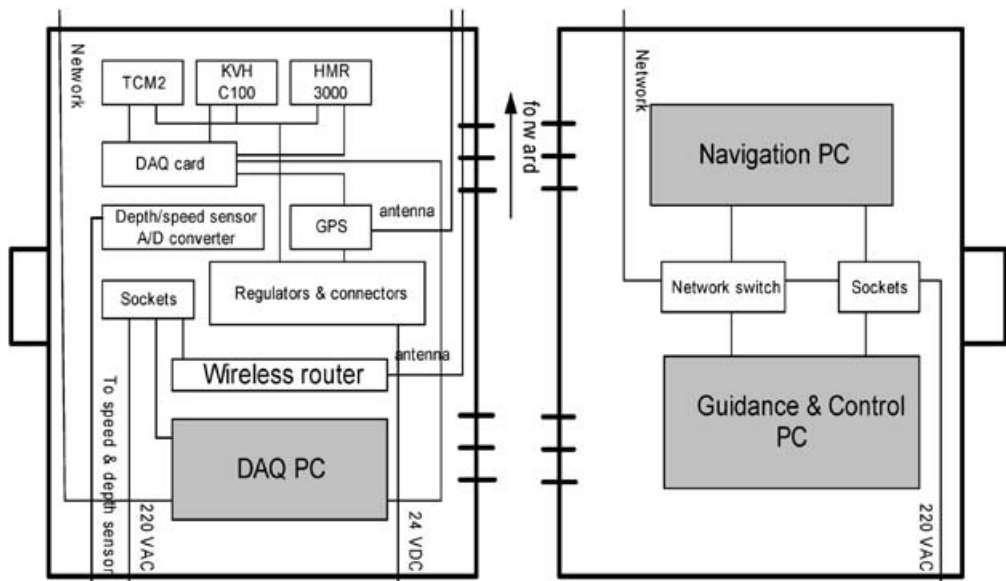 Network
TCM2
KVH
C100
HMR
3000
DAQ card
Depth/speed sensor
A/D converter
GPS
antenna
Sockets
Regulators & connectors
antenna
Wireless router
DAQ PC
To speed & depth sensor
220 VAC
24 VDC
forward
Network
Navigation PC
Network switch
Sockets
Guidance & Control
PC
220 VAC